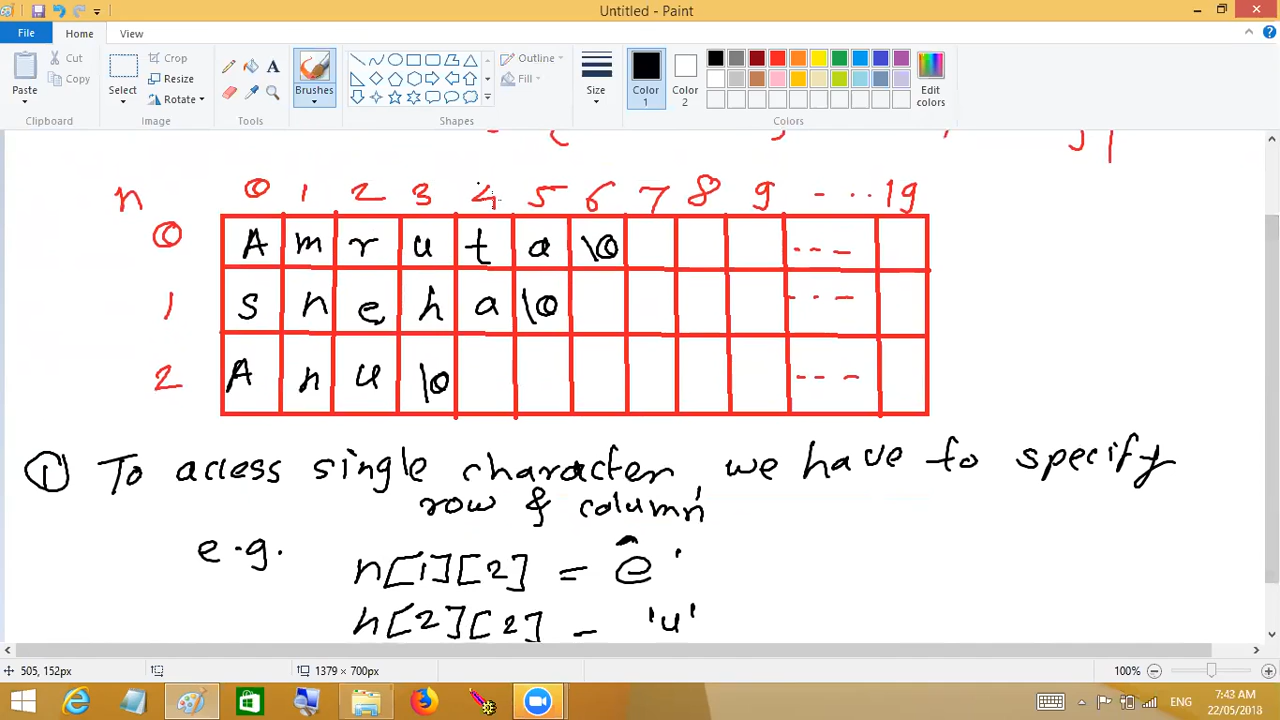 Untitled - Paint
File Home View
Paste Cut Copy Clipboard
Select Crop Resize Rotate Image
Tools
Brushes
Shapes Outline Fill
Size
Color 1 Color 2 Edit colors Colors
n 0 1 2 3 4 5 6 7 8 9 - ... 19
0 A m r u t a \0 ---
1 s n e h a \0 ---
2 A n u \0 ---
① To access single character, we have to specify
row & column
e.g. n[1][2] = 'e'
n[2][2] = 'u'
505, 152px 1379 × 700px 100%
ENG 7:43 AM
22/05/2018